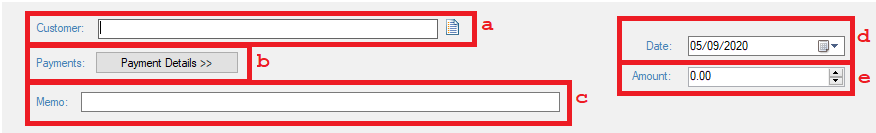 Customer: a
Payments: Payment Details >> b
Memo: c
Date: 05/09/2020 d
Amount: 0.00 e